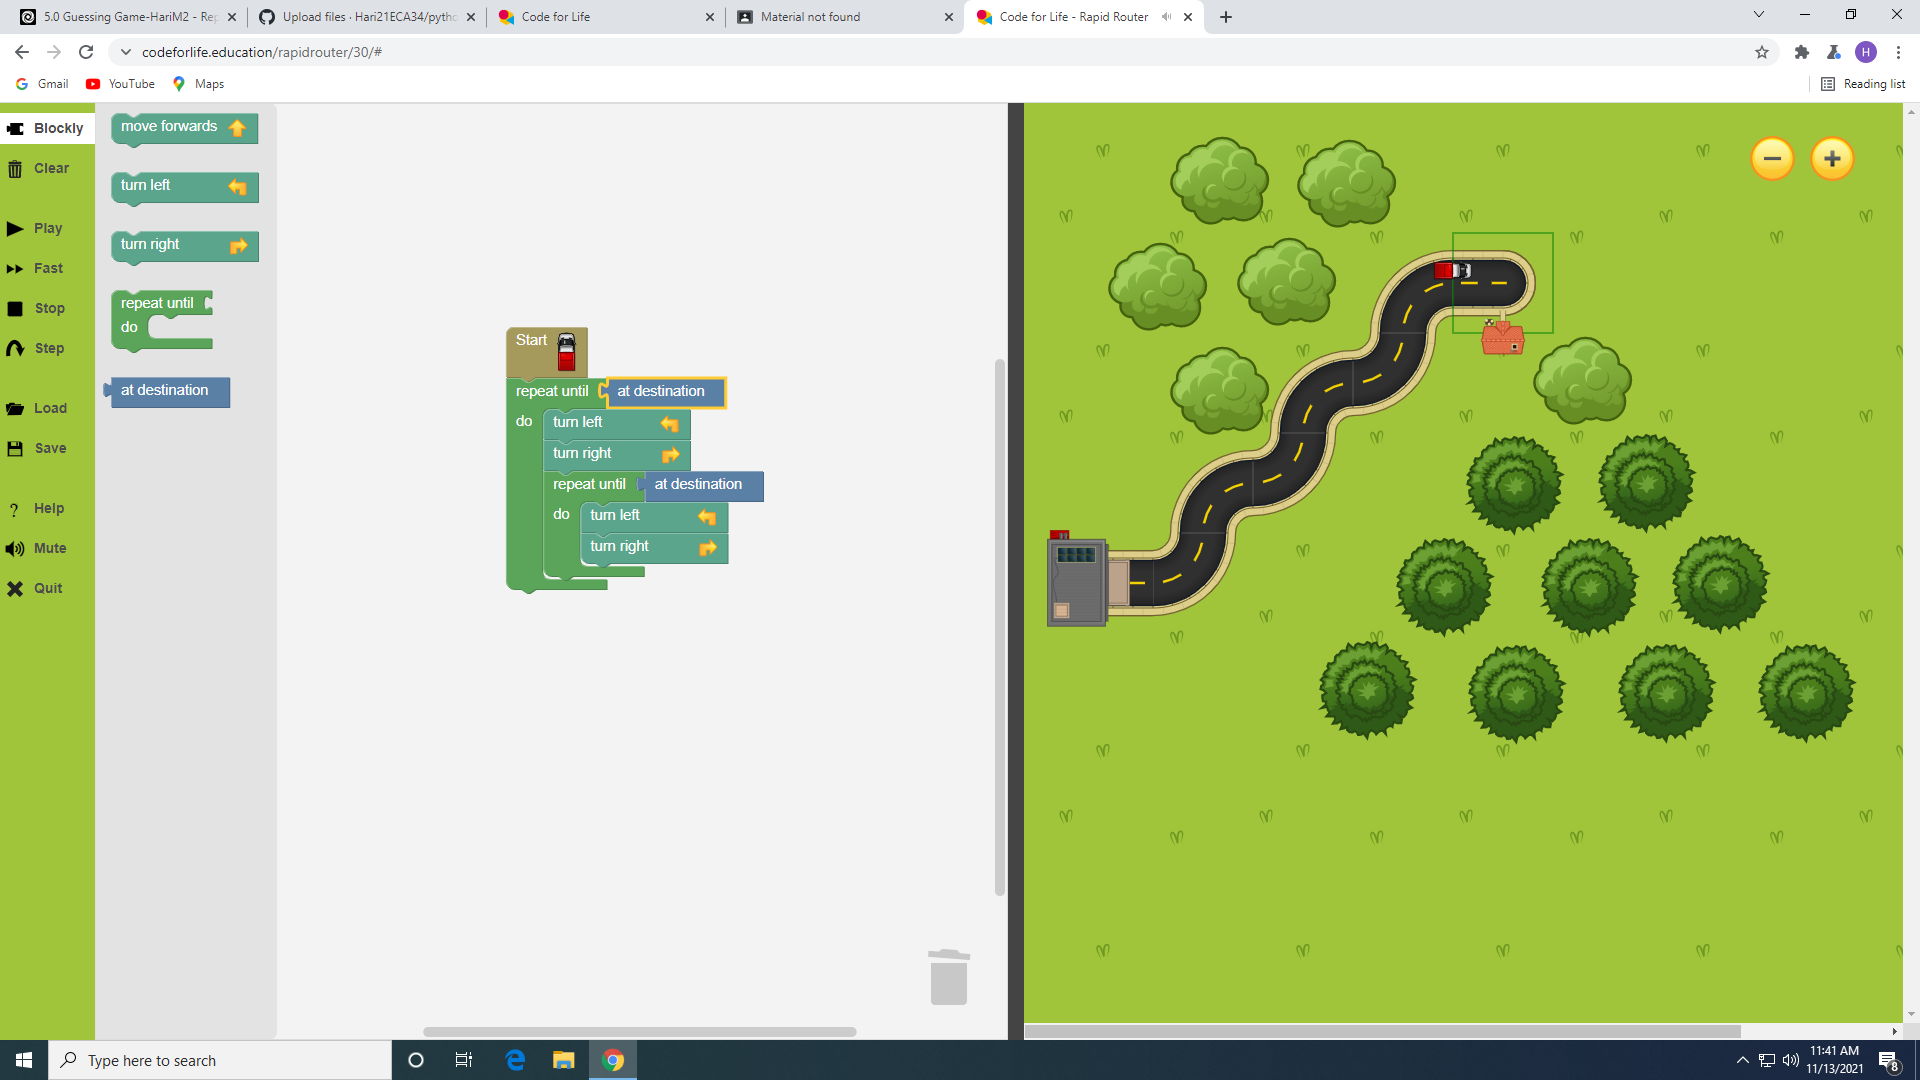 5.0 Guessing Game-HariM2 - Rep
Upload files · Hari21ECA34/pytho
Code for Life
Material not found
Code for Life - Rapid Router
codeforlife.education/rapidrouter/30/#
H
Gmail
YouTube
Maps
Reading list
Blockly
Clear
Play
Fast
Stop
Step
Load
Save
Help
Mute
Quit
move forwards
turn left
turn right
repeat until
do
at destination
Start
repeat until at destination
do turn left
turn right
repeat until at destination
do turn left
turn right
Type here to search
11:41 AM
11/13/2021
8